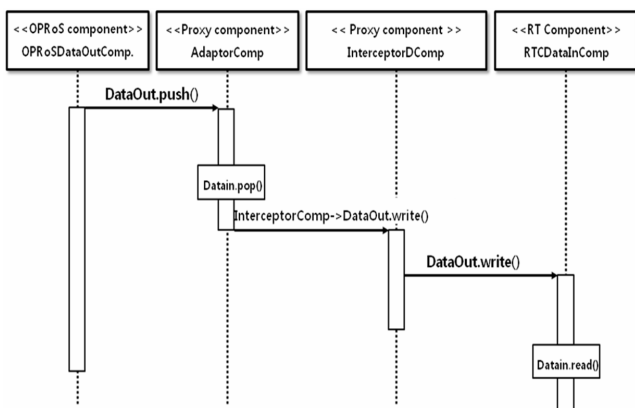 <<OPRoS component>>
OPRoSDataOutComp.
<<Proxy component>>
AdaptorComp
<< Proxy component >>
InterceptorDComp
<<RT Component>>
RTCDataInComp
DataOut.push()
Datain.pop()
InterceptorComp->DataOut.write()
DataOut.write()
Datain.read()